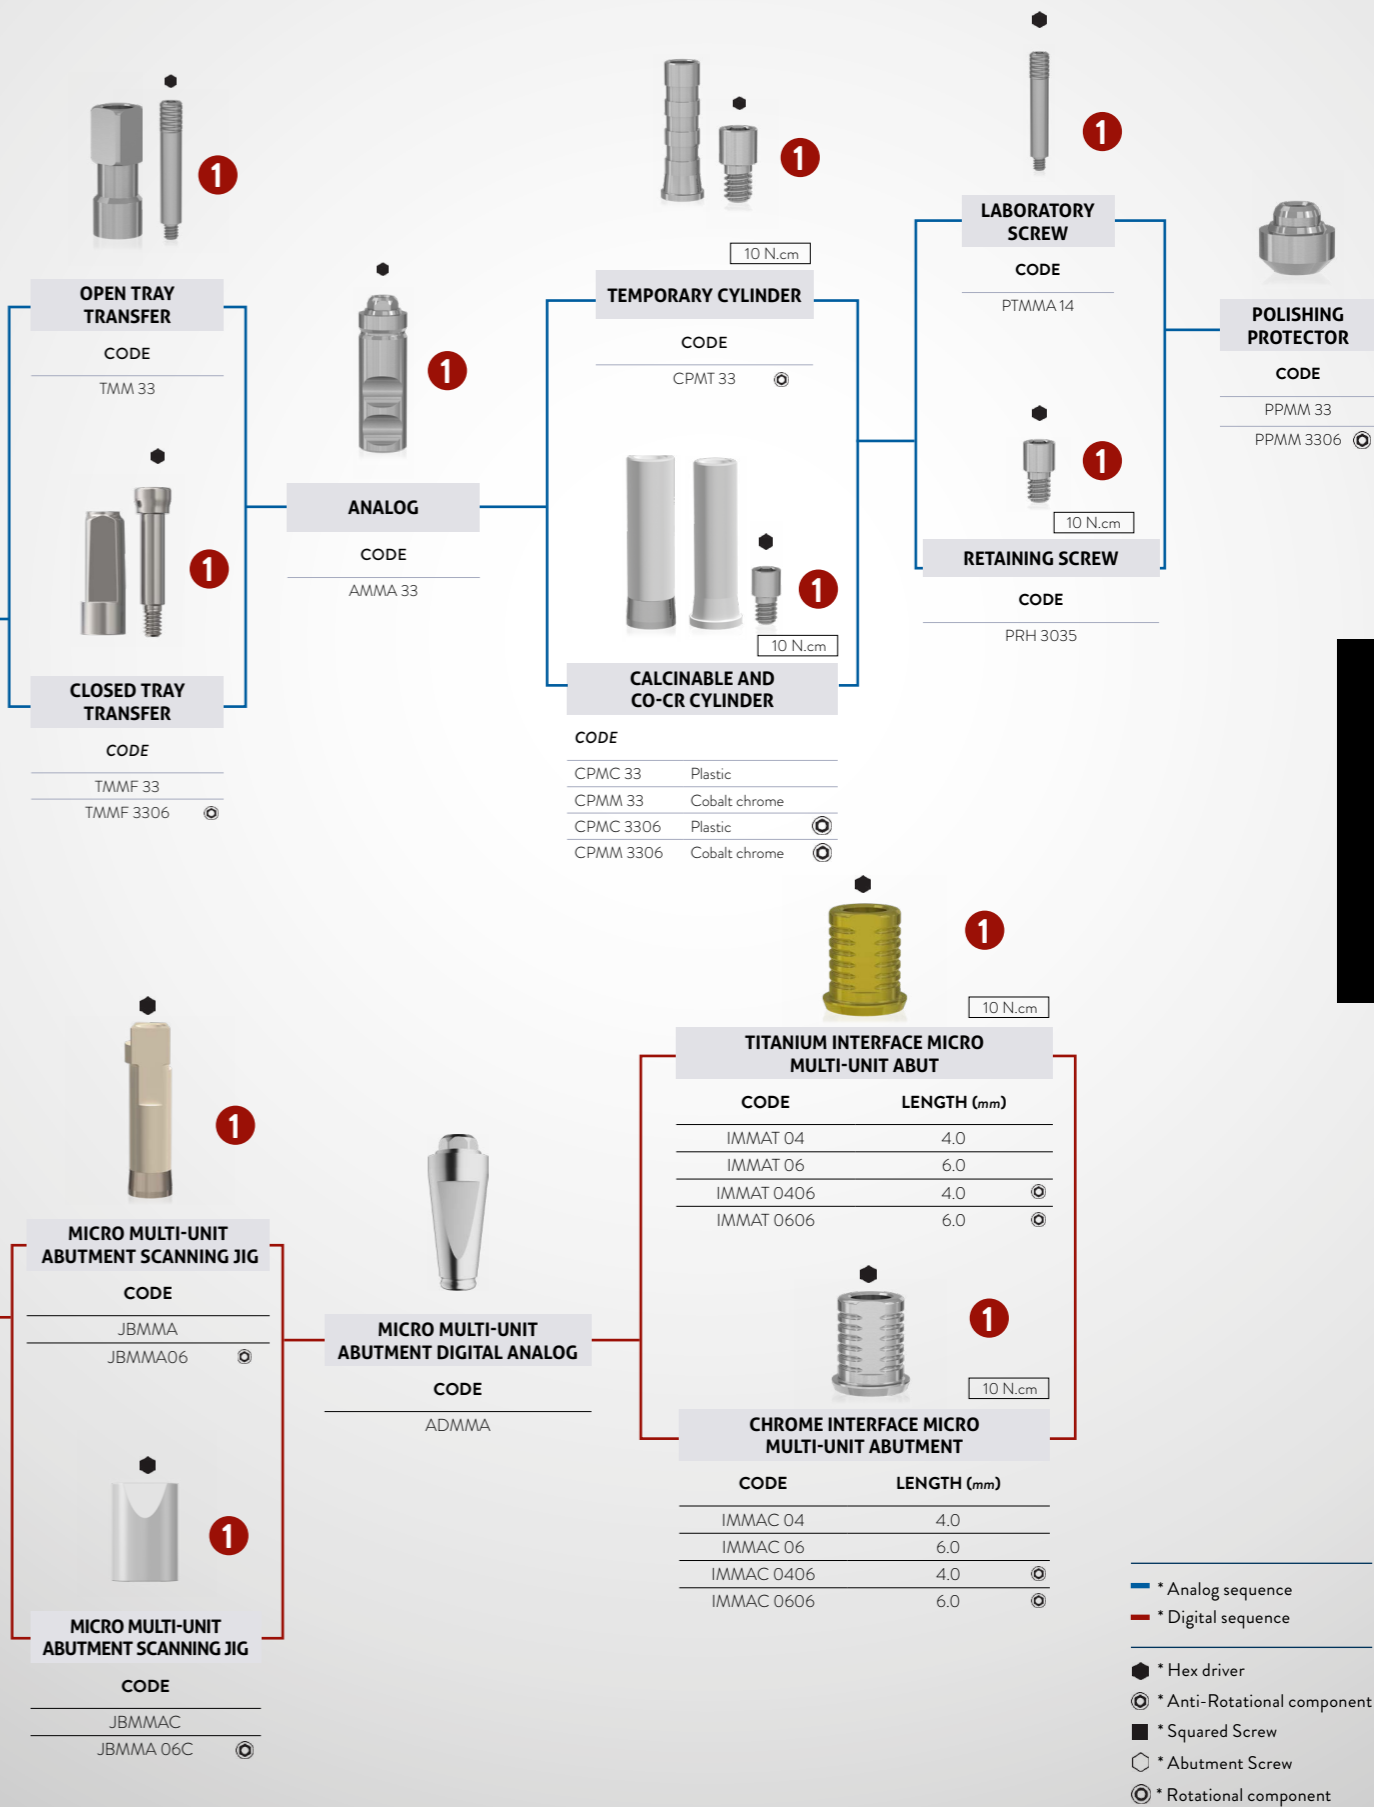 1
OPEN TRAY
TRANSFER
CODE
TMM 33
1
CLOSED TRAY
TRANSFER
CODE
TMMF 33
TMMF 3306
1
ANALOG
CODE
AMMA 33
1
10 N.cm
TEMPORARY CYLINDER
CODE
CPMT 33
1
10 N.cm
CALCINABLE AND
CO-CR CYLINDER
CODE
CPMC 33 Plastic
CPMM 33 Cobalt chrome
CPMC 3306 Plastic
CPMM 3306 Cobalt chrome
1
LABORATORY
SCREW
CODE
PTMMA 14
1
10 N.cm
RETAINING SCREW
CODE
PRH 3035
POLISHING
PROTECTOR
CODE
PPMM 33
PPMM 3306
1
MICRO MULTI-UNIT
ABUTMENT SCANNING JIG
CODE
JBMMA
JBMMA06
1
MICRO MULTI-UNIT
ABUTMENT SCANNING JIG
CODE
JBMMAC
JBMMA 06C
MICRO MULTI-UNIT
ABUTMENT DIGITAL ANALOG
CODE
ADMMA
1
10 N.cm
TITANIUM INTERFACE MICRO
MULTI-UNIT ABUT
CODE LENGTH (mm)
IMMAT 04 4.0
IMMAT 06 6.0
IMMAT 0406 4.0
IMMAT 0606 6.0
1
10 N.cm
CHROME INTERFACE MICRO
MULTI-UNIT ABUTMENT
CODE LENGTH (mm)
IMMAC 04 4.0
IMMAC 06 6.0
IMMAC 0406 4.0
IMMAC 0606 6.0
* Analog sequence
* Digital sequence
* Hex driver
* Anti-Rotational component
* Squared Screw
* Abutment Screw
* Rotational component